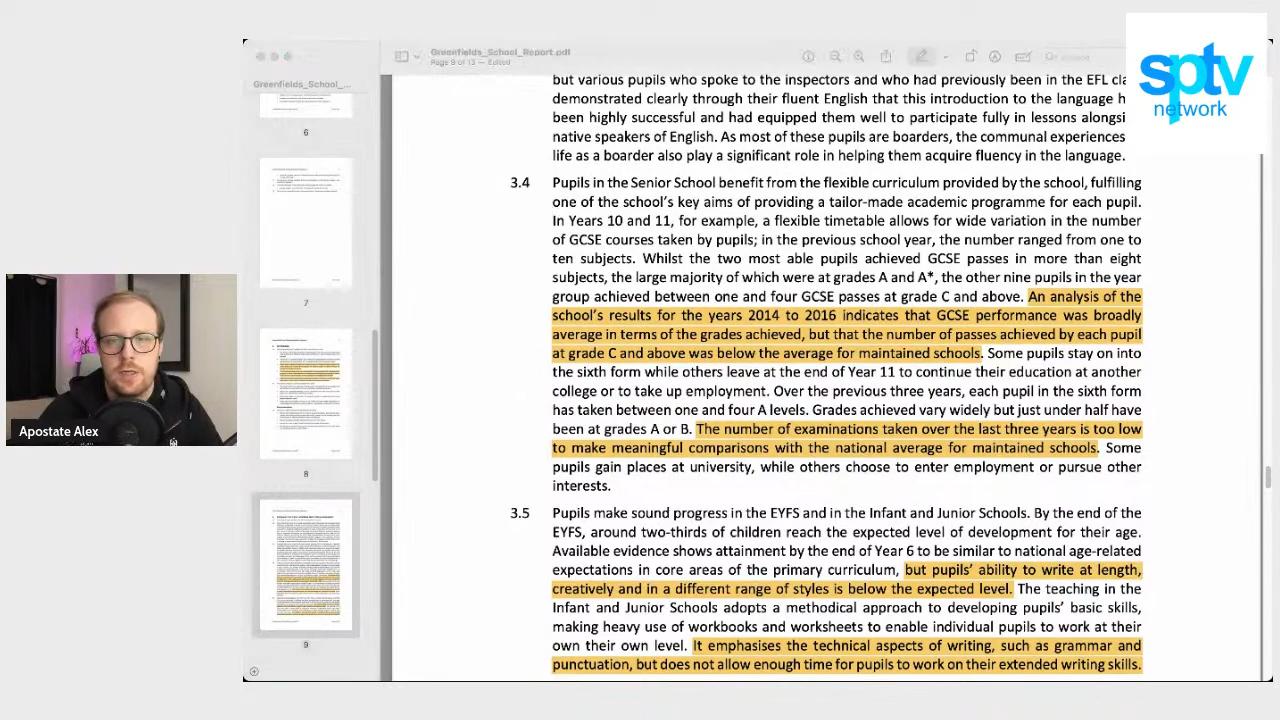 Greenfields_School_Report.pdf
Page 9 of 13 — Edited
Greenfields_School_...
6
7
8
9
sptv
network
Apostate Alex
but various pupils who spoke to the inspectors and who had previously been in the EFL
demonstrated clearly through their fluent English that this introduction to the language
been highly successful and had equipped them well to participate fully in lessons
native speakers of English. As most of these pupils are boarders, the communal experiences
life as a boarder also play a significant role in helping them acquire fluency in the language.
3.4 Pupils in the Senior School benefit from the flexible curriculum provided by the school, fulfilling
one of the school's key aims of providing a tailor-made academic programme for each pupil.
In Years 10 and 11, for example, a flexible timetable allows for wide variation in the number
of GCSE courses taken by pupils; in the previous school year, the number ranged from one to
ten subjects. Whilst the two most able pupils achieved GCSE passes in more than eight
subjects, the large majority of which were at grades A and A*, the other nine pupils in the year
group achieved between one and four GCSE passes at grade C and above. An analysis of the
school's results for the years 2014 to 2016 indicates that GCSE performance was broadly
average in terms of the grades achieved, but that the number of passes achieved by each pupil
at grade C and above was below the average for maintained schools. Some pupils stay on into
the sixth form while others leave at the end of Year 11 to continue their education at another
college or to enter employment. Over the previous three years, each pupil in the sixth form
has taken between one and four A levels. Grades achieved vary widely; just under half have
been at grades A or B. The number of examinations taken over the last three years is too low
to make meaningful comparisons with the national average for maintained schools. Some
pupils gain places at university, while others choose to enter employment or pursue other
interests.
3.5 Pupils make sound progress in the EYFS and in the Infant and Junior Schools. By the end of the
EYFS, around two-thirds of children reach the expected level of development for their age.
Available evidence shows attainment by the end of Year 6 to be similar to national age-related
expectations in core areas of the primary curriculum, but pupils' ability to write at length,
creatively and in a different range of styles is below the expected level. The teaching in the
Infant and Junior Schools takes a methodical approach to developing pupils' basic skills,
making heavy use of workbooks and worksheets to enable individual pupils to work at their
own their own level. It emphasises the technical aspects of writing, such as grammar and
punctuation, but does not allow enough time for pupils to work on their extended writing skills.